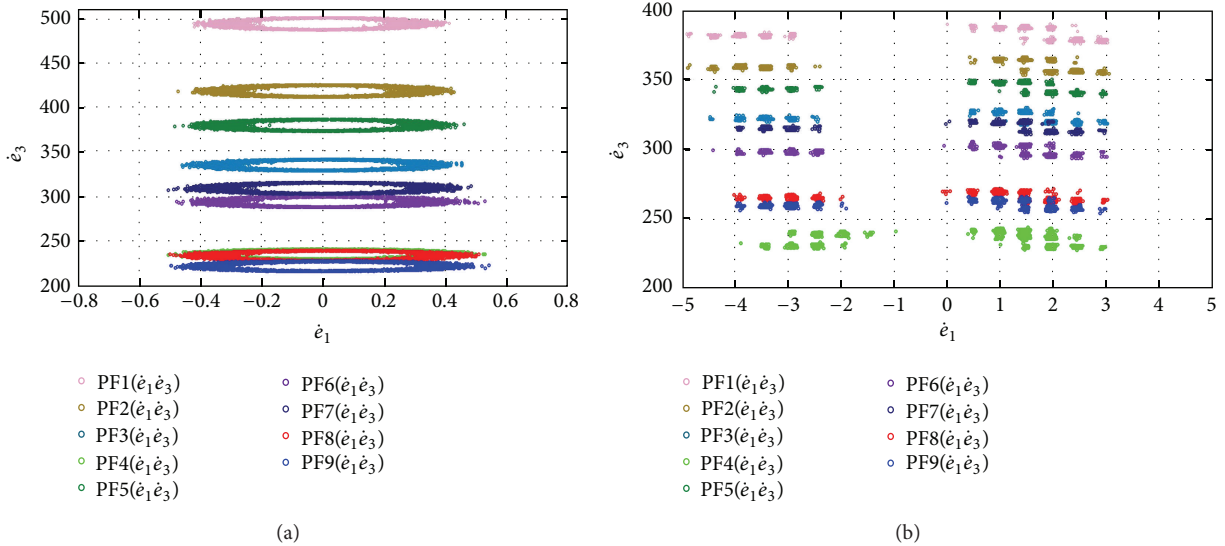 500
450
400
350
300
250
200
ė₃
−0.8
−0.6
−0.4
−0.2
0
0.2
0.4
0.6
0.8
ė₁
PF1(ė₁ė₃)
PF2(ė₁ė₃)
PF3(ė₁ė₃)
PF4(ė₁ė₃)
PF5(ė₁ė₃)
PF6(ė₁ė₃)
PF7(ė₁ė₃)
PF8(ė₁ė₃)
PF9(ė₁ė₃)
(a)
400
350
300
250
200
ė₃
−5
−4
−3
−2
−1
0
1
2
3
4
5
ė₁
PF1(ė₁ė₃)
PF2(ė₁ė₃)
PF3(ė₁ė₃)
PF4(ė₁ė₃)
PF5(ė₁ė₃)
PF6(ė₁ė₃)
PF7(ė₁ė₃)
PF8(ė₁ė₃)
PF9(ė₁ė₃)
(b)